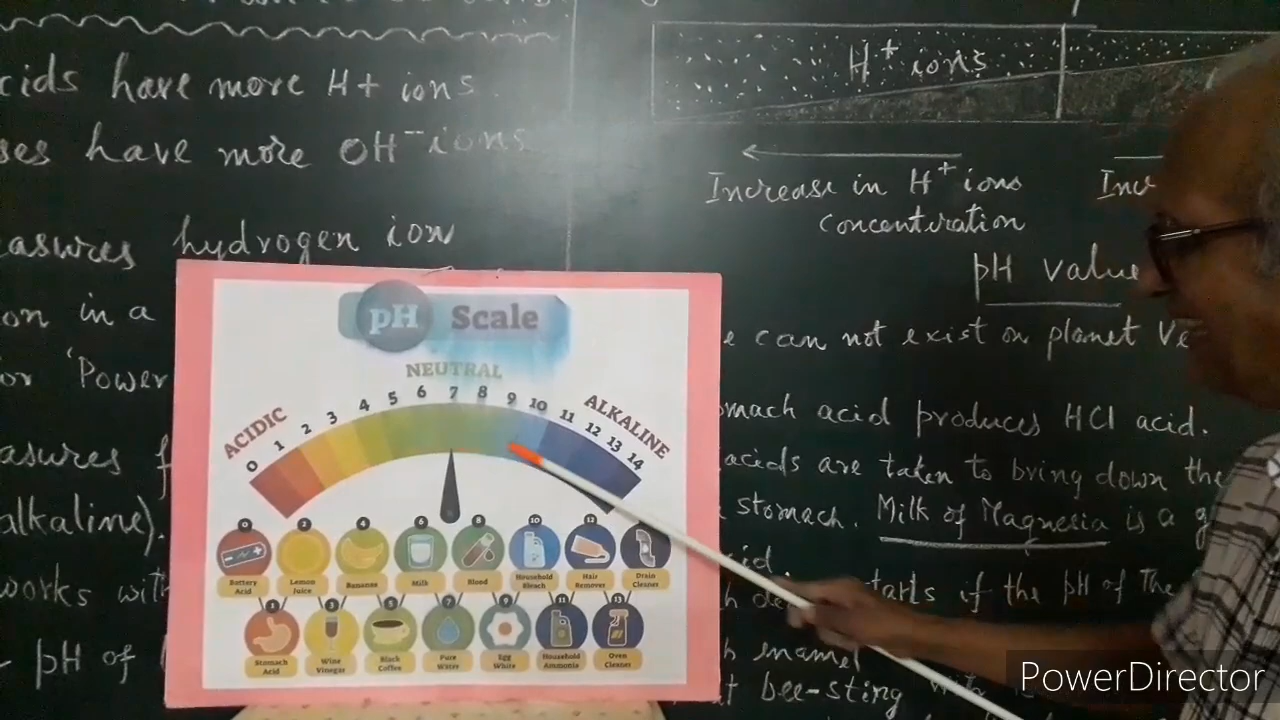 cids have more H+ ions.
ses have more OH⁻ ions
asures hydrogen ion
ion in a
or 'Power
asures f
alkaline).
works with
pH of
H⁺ ions
Increase in H⁺ ions
concentration
pH value
can not exist on planet Ve
omach acid produces HCl acid.
acids are taken to bring down the
stomach. Milk of Magnesia is a g
cid.
tarts if the pH of the
h enamel
bee-sting with
pH Scale
NEUTRAL
ACIDIC
ALKALINE
0 1 2 3 4 5 6 7 8 9 10 11 12 13 14
0 2 4 6 8 10 12
Battery Acid
Lemon Juice
Bananas
Milk
Blood
Household Bleach
Hair Remover
Drain Cleaner
1 3 5 7 9 11 13
Stomach Acid
Wine Vinegar
Black Coffee
Pure Water
Egg White
Household Ammonia
Oven Cleaner
PowerDirector